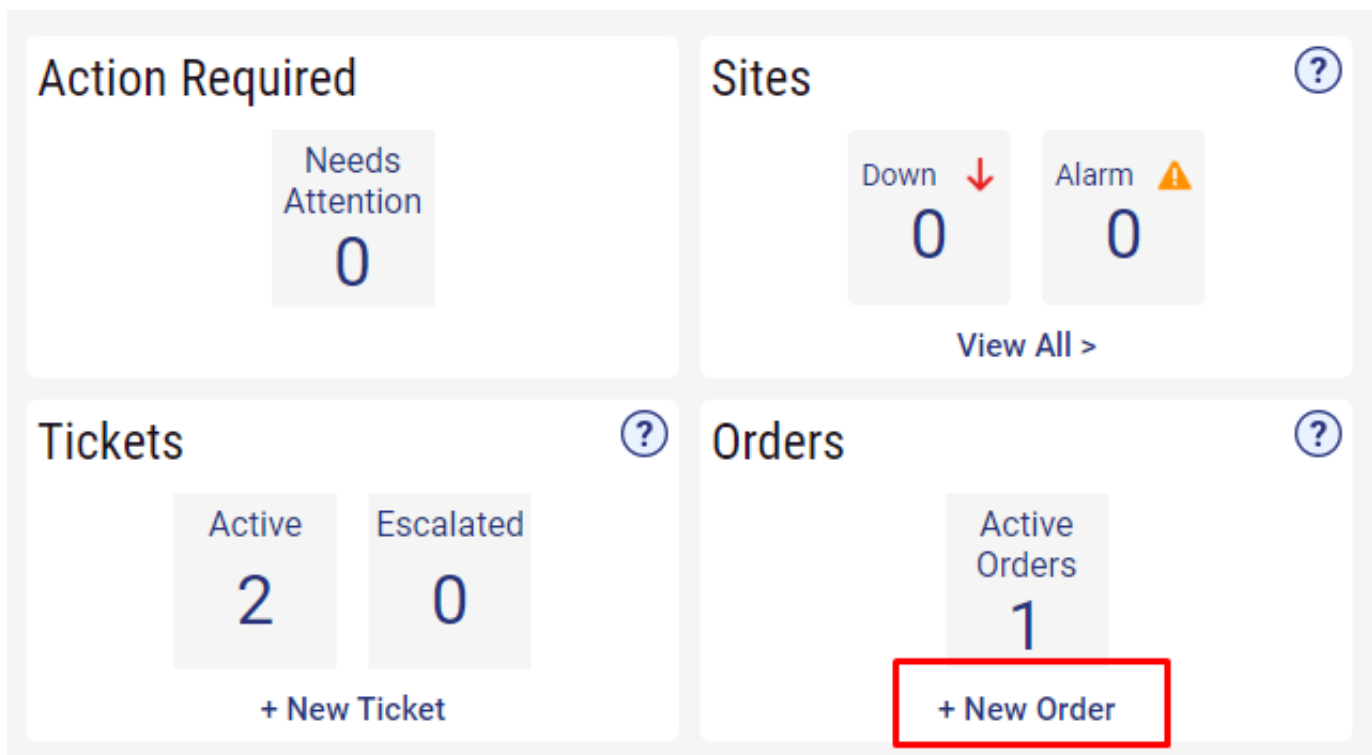 Action Required
Needs
Attention
0
Sites
?
Down
0
Alarm
0
View All >
Tickets
?
Active
2
Escalated
0
+ New Ticket
Orders
?
Active
Orders
1
+ New Order